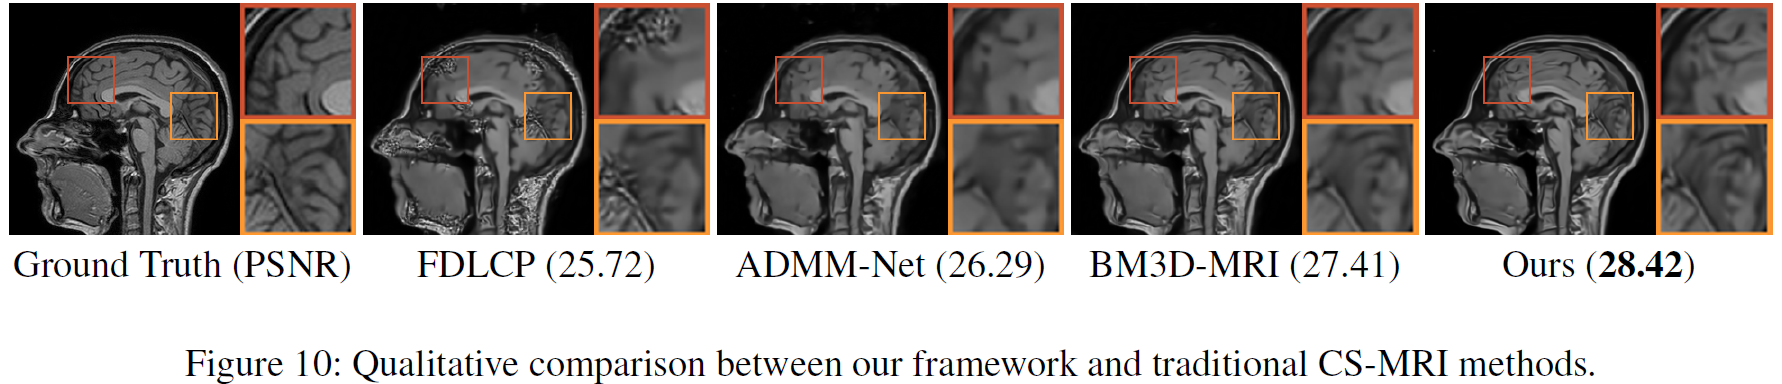 Ground Truth (PSNR) FDLCP (25.72) ADMM-Net (26.29) BM3D-MRI (27.41) Ours (28.42)
Figure 10: Qualitative comparison between our framework and traditional CS-MRI methods.